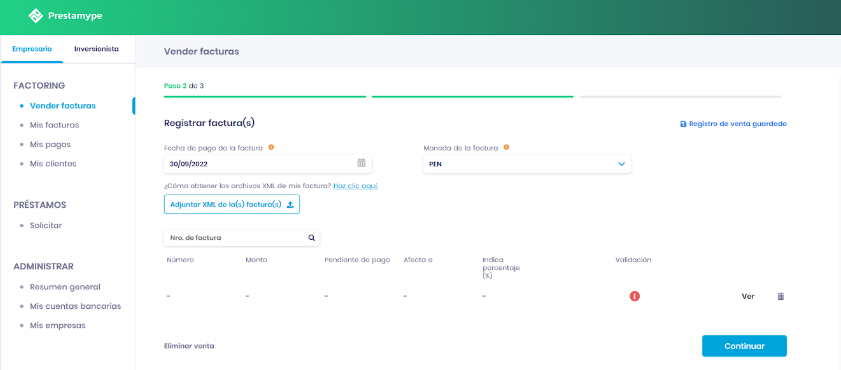 Prestamype
Empresario Inversionista
Vender facturas
FACTORING
Vender facturas
Mis facturas
Mis pagos
Mis clientes
PRÉSTAMOS
Solicitar
ADMINISTRAR
Resumen general
Mis cuentas bancarias
Mis empresas
Paso 2 de 3
Registrar factura(s)
Registro de venta guardado
Fecha de pago de la factura
Moneda de la factura
30/09/2022
PEN
¿Cómo obtener los archivos XML de mis factura? Haz clic aquí
Adjuntar XML de la(s) factura(s)
Nro. de factura
Número Monto Pendiente de pago Afecto a Indica porcentaje (%) Validación
- - - - - Ver
Eliminar venta
Continuar